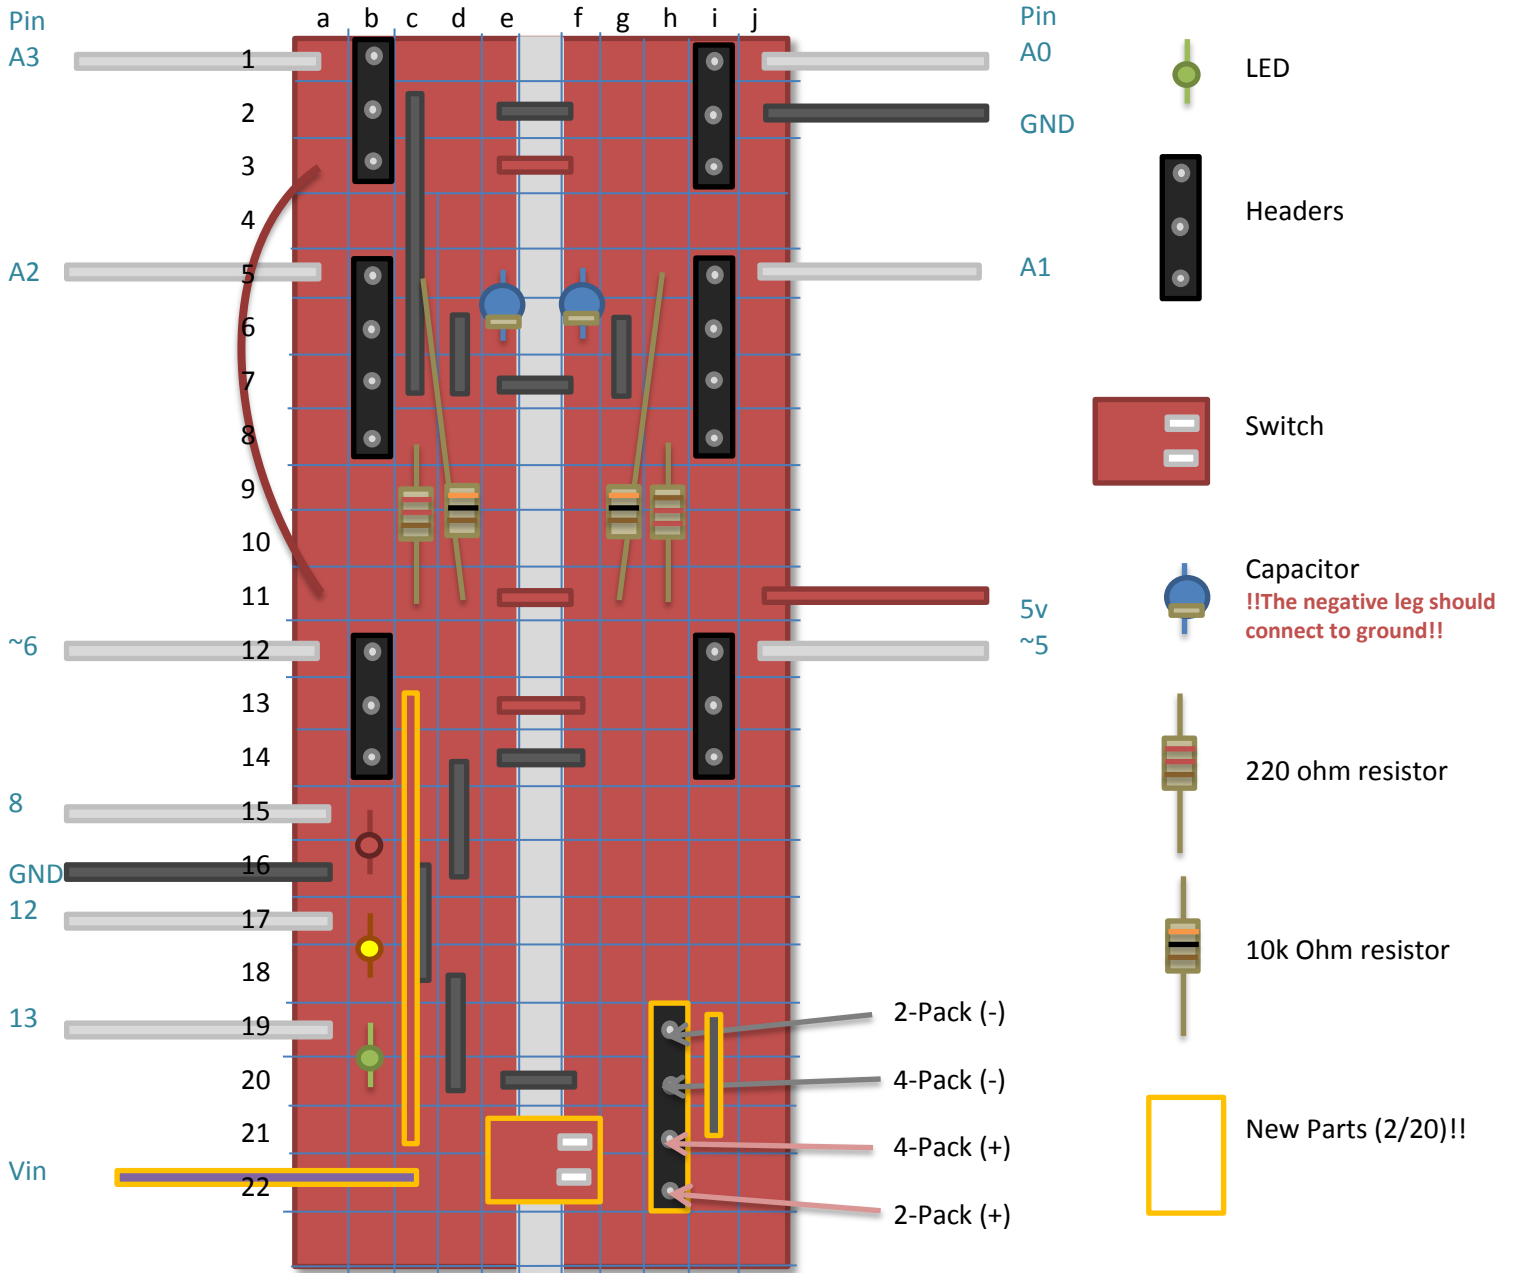 Pin
a b c d e f g h i j
Pin
A3
1
A0
LED
2
GND
3
Headers
4
A2
5
A1
6
7
8
Switch
9
10
Capacitor
!!The negative leg should
connect to ground!!
11
5v
~6
12
~5
13
14
220 ohm resistor
8
15
GND
16
12
17
10k Ohm resistor
18
13
19
2-Pack (-)
20
4-Pack (-)
21
4-Pack (+)
New Parts (2/20)!!
Vin
22
2-Pack (+)